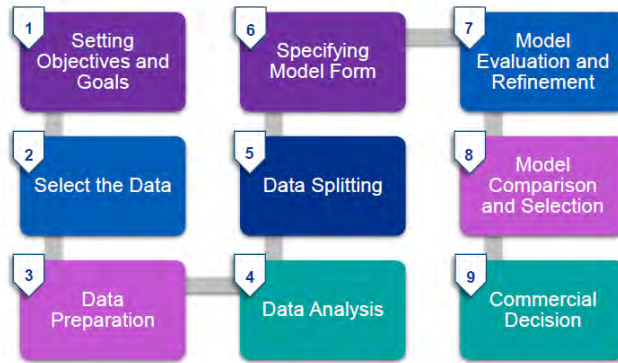 1
Setting
Objectives and
Goals
2
Select the Data
3
Data
Preparation
4
Data Analysis
5
Data Splitting
6
Specifying
Model Form
7
Model
Evaluation and
Refinement
8
Model
Comparison
and Selection
9
Commercial
Decision